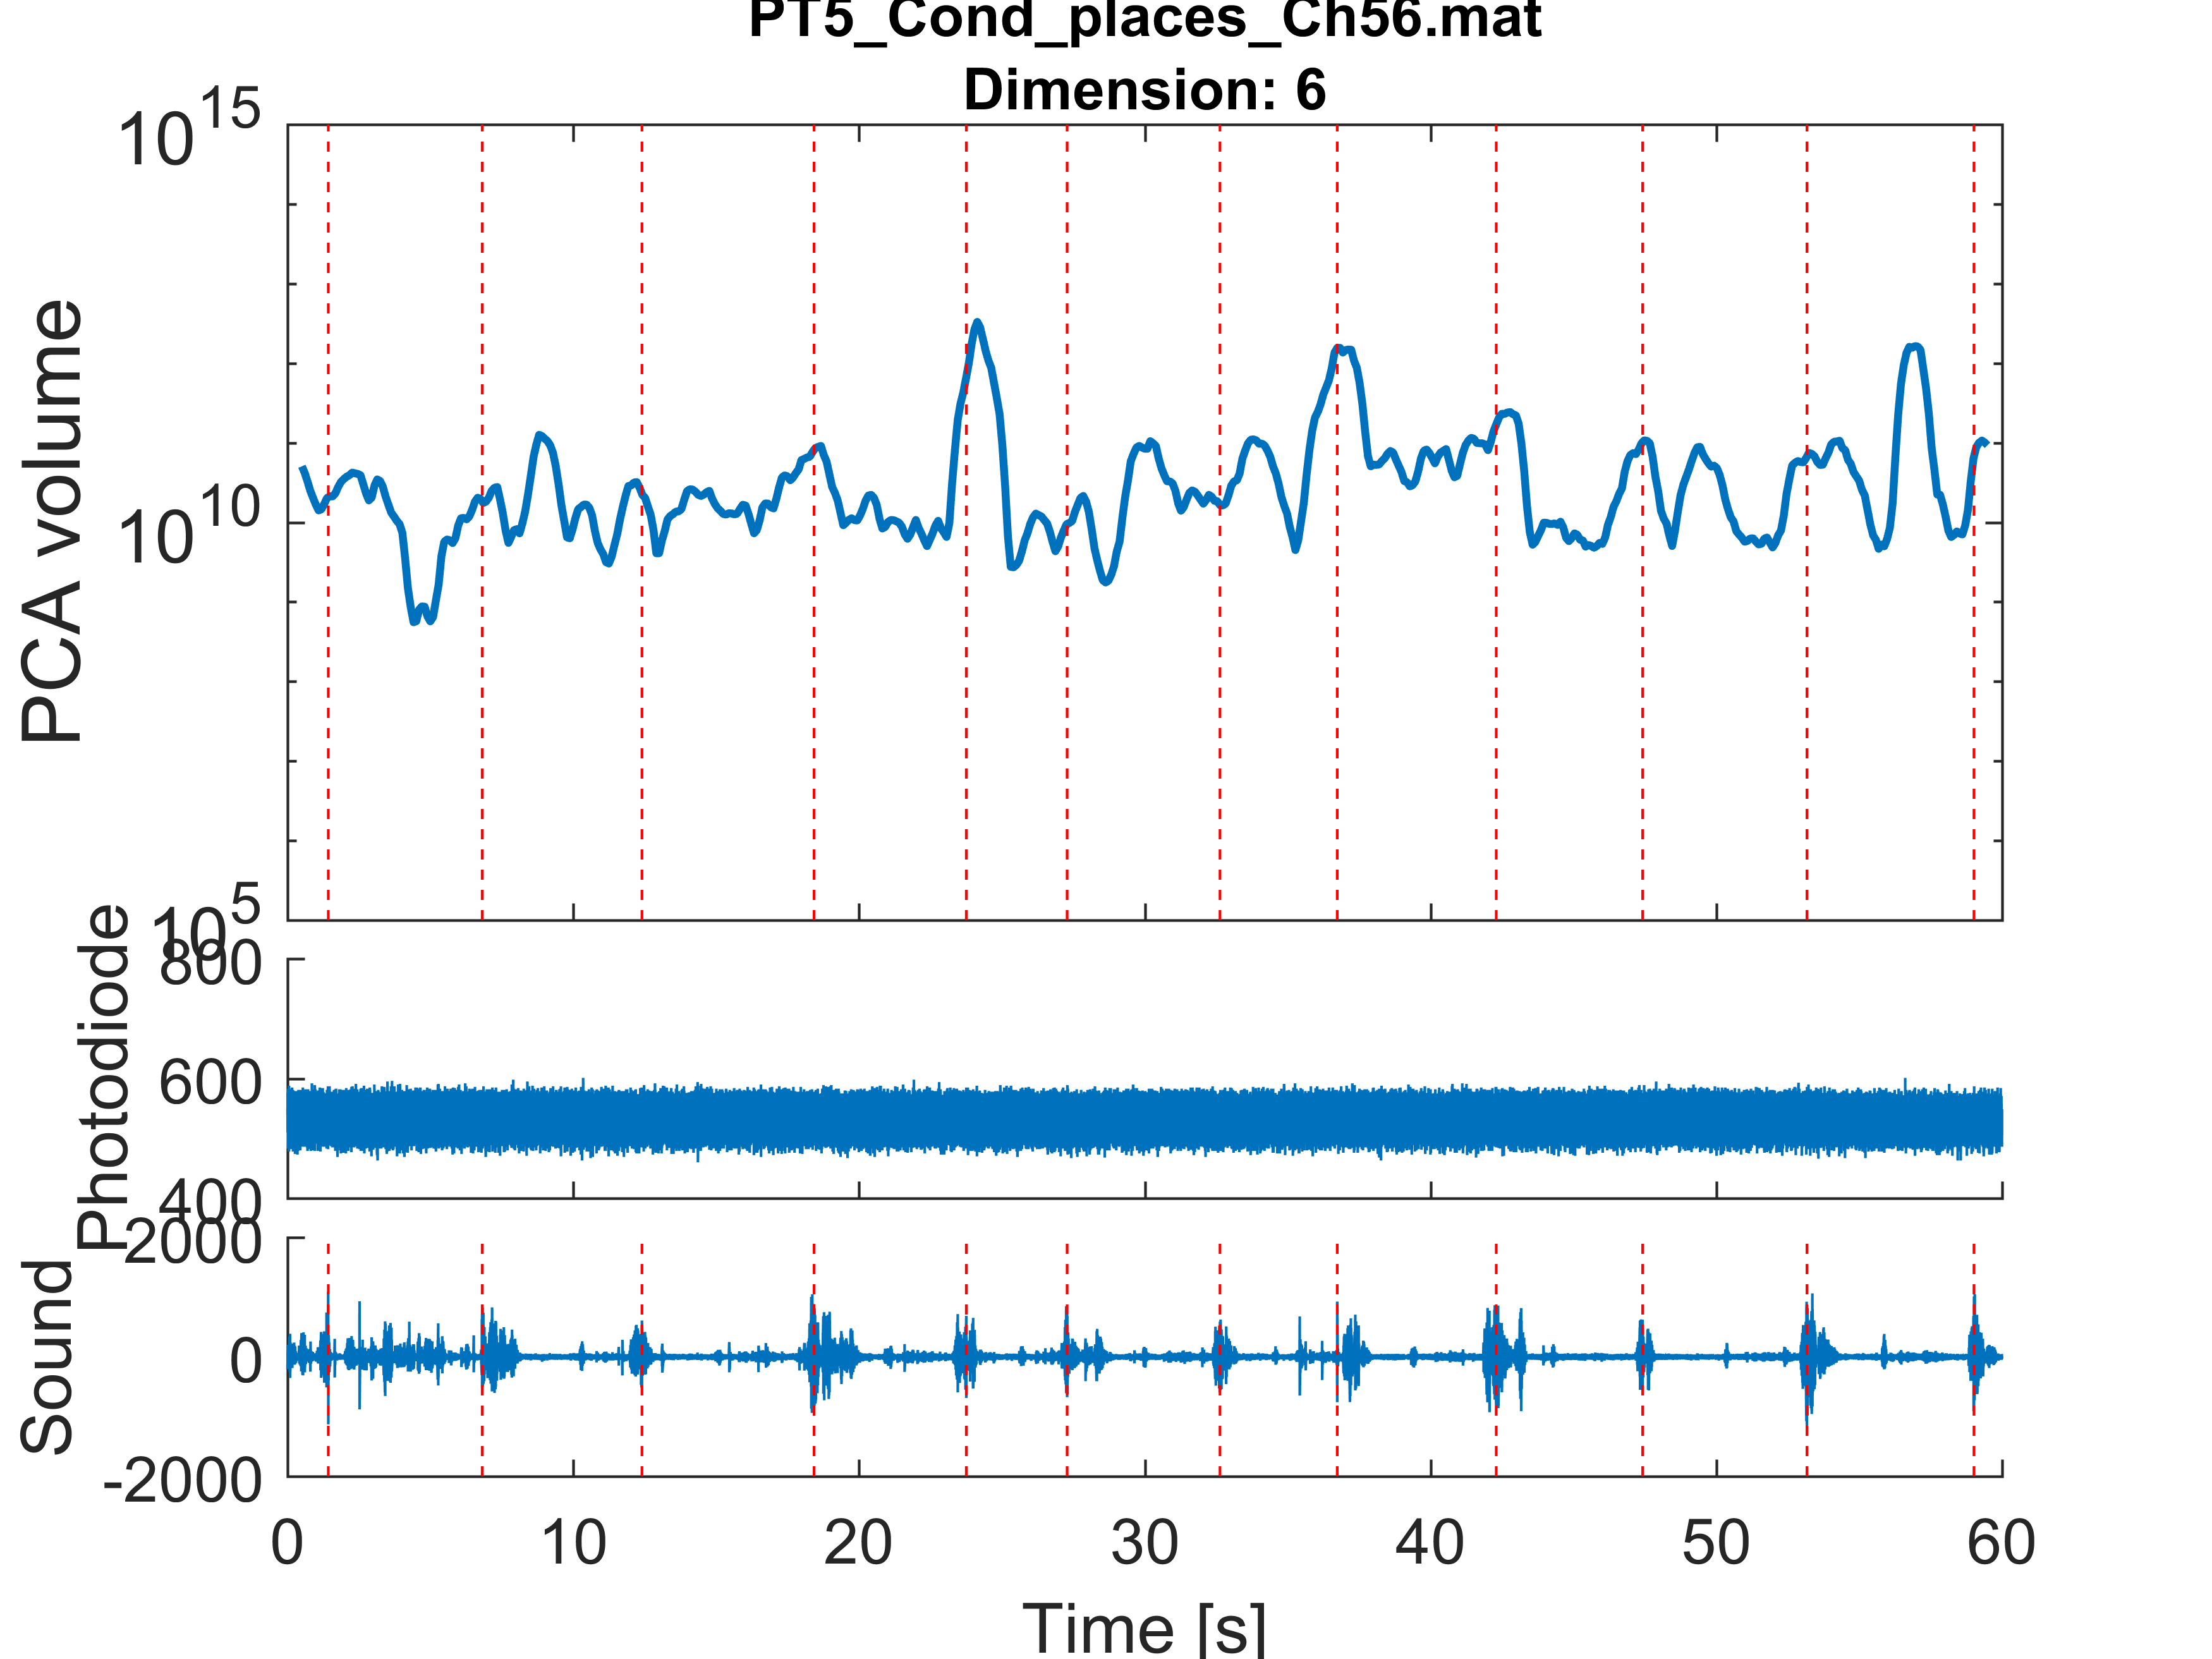 PT5_Cond_places_Ch56.mat
Dimension: 6
10^15
10^10
10^5
PCA volume
800
600
400
Photodiode
2000
0
-2000
Sound
0 10 20 30 40 50 60
Time [s]